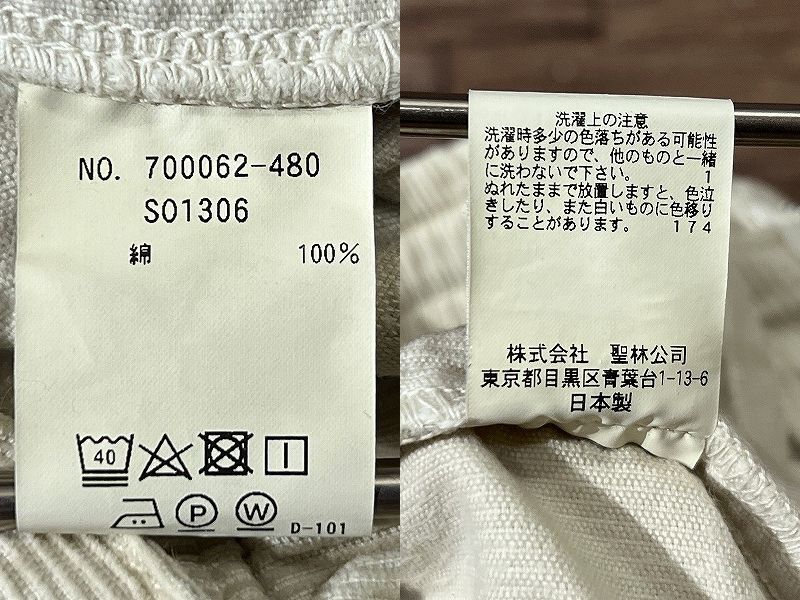 NO. 700062-480
SO1306
綿 100%
40
P W D-101
洗濯上の注意
洗濯時多少の色落ちがある可能性
がありますので、他のものと一緒
に洗わないで下さい。 1
ぬれたままで放置しますと、色泣
きしたり、また白いものに色移り
することがあります。 174
株式会社 聖林公司
東京都目黒区青葉台1-13-6
日本製